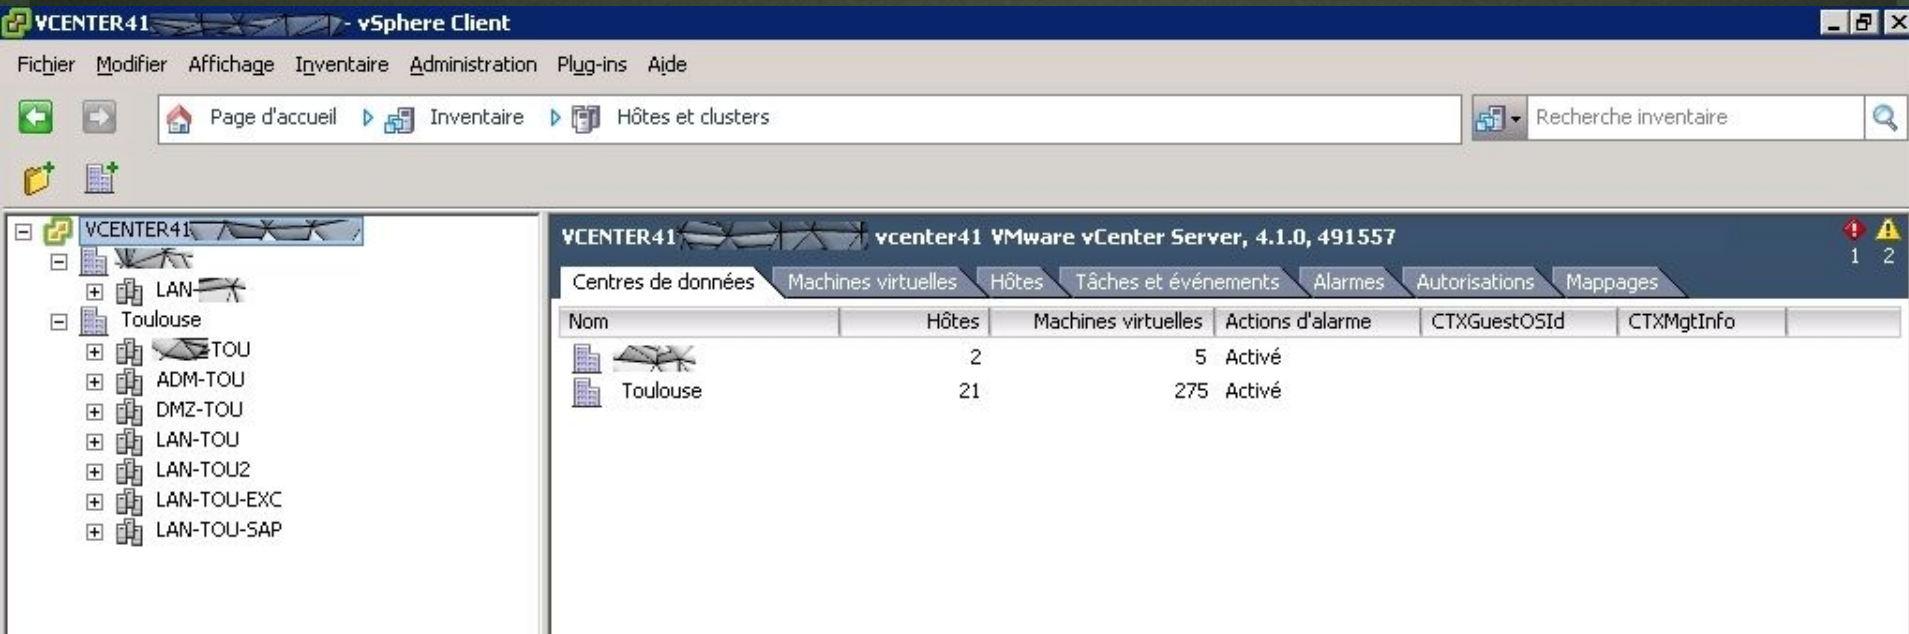 VCENTER41 - vSphere Client
Fichier Modifier Affichage Inventaire Administration Plug-ins Aide
Page d'accueil Inventaire Hôtes et clusters Recherche inventaire
VCENTER41
LAN-
Toulouse
TOU
ADM-TOU
DMZ-TOU
LAN-TOU
LAN-TOU2
LAN-TOU-EXC
LAN-TOU-SAP
VCENTER41 vcenter41 VMware vCenter Server, 4.1.0, 491557
1 2
Centres de données Machines virtuelles Hôtes Tâches et événements Alarmes Autorisations Mappages
Nom Hôtes Machines virtuelles Actions d'alarme CTXGuestOSId CTXMgtInfo
2 5 Activé
Toulouse 21 275 Activé